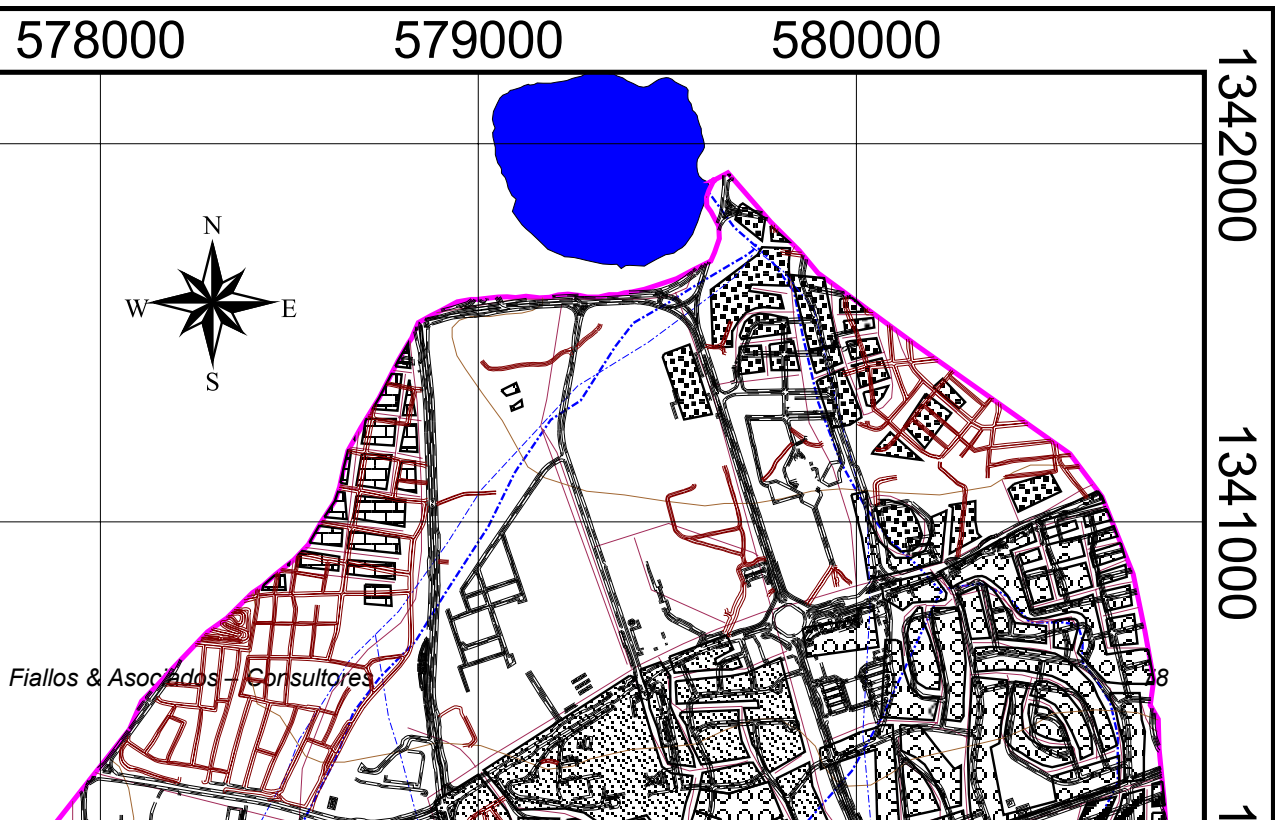 578000 579000 580000
1342000
N
W E
S
1341000
Fiallos & Asociados – Consultores